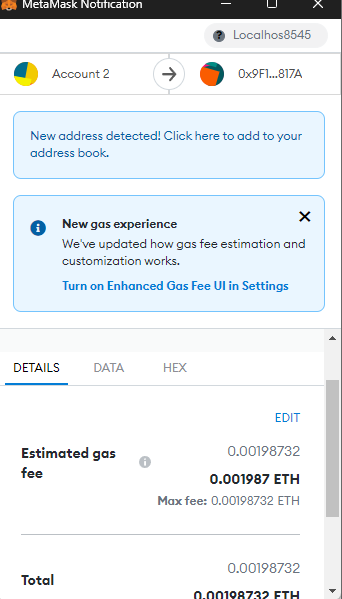 MetaMask Notification
Localhos8545
Account 2
0x9F1...817A
New address detected! Click here to add to your
address book.
New gas experience
We've updated how gas fee estimation and
customization works.
Turn on Enhanced Gas Fee UI in Settings
DETAILS DATA HEX
EDIT
Estimated gas
fee
0.00198732
0.001987 ETH
Max fee: 0.00198732 ETH
Total
0.00198732
0.00198732 ETH